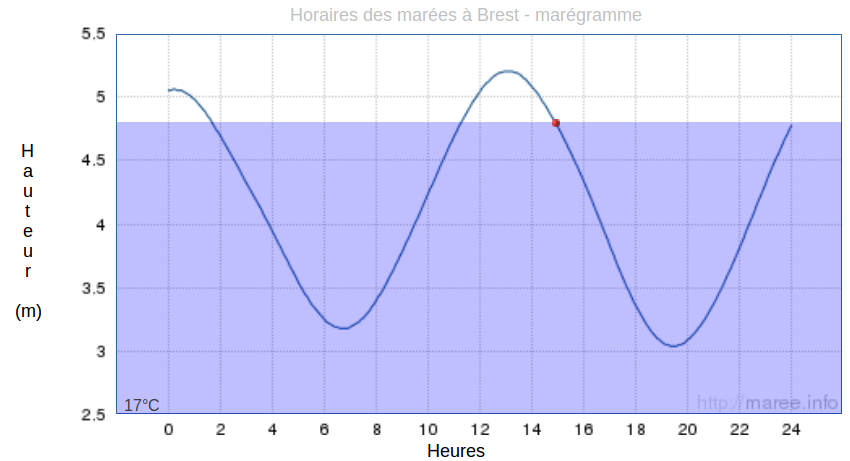 Horaires des marées à Brest - marégramme
5.5
5
4.5
4
3.5
3
2.5
Hauteur
(m)
17°C
http://maree.info
0 2 4 6 8 10 12 14 16 18 20 22 24
Heures